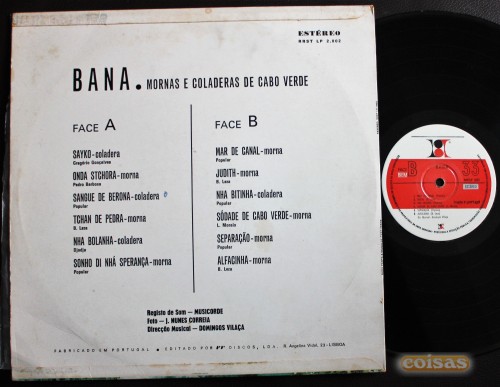 ESTÉREO
BANA. MORNAS E COLADERAS DE CABO VERDE
FACE A
SAYKO-coladera
Gregório Gonçalves
ONDA STCHORA-morna
Pedro Barbosa
SANGUE DE BERONA-coladera
Popular
TCHAN DE PEDRA-morna
B. Leza
NHA BOLANHA-coladera
Djedje
SONHO DI NHÁ SPERANÇA-morna
Popular
FACE B
MAR DE CANAL-morna
Popular
JUDITH-morna
B. Leza
NHA BITINHA-coladera
Popular
SÓDADE DE CABO VERDE-morna
L. Morais
SEPARAÇÃO-morna
Popular
ALFACINHA-morna
B. Leza
Registo de Som — MUSICORDE
Foto — J. NUNES CORREIA
Direcção Musical — DOMINGOS VILAÇA
FABRICADO EM PORTUGAL • EDITADO POR DISCOS, LDA.
B
33
coisas